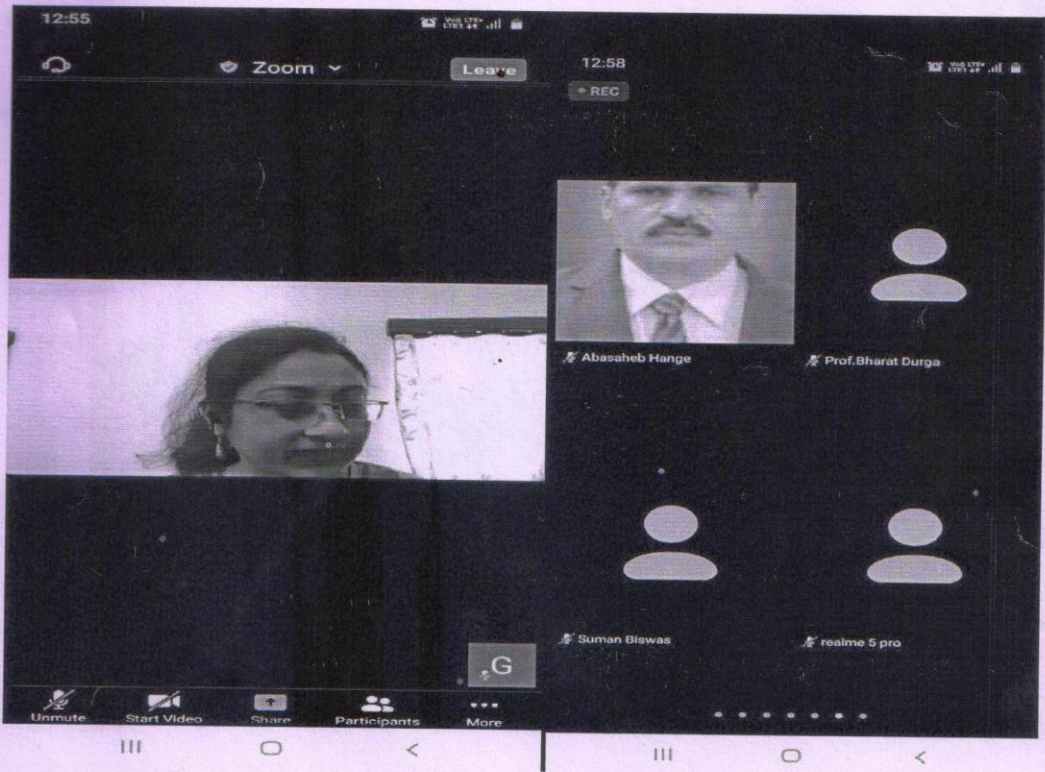 12:55
Zoom
Leave
G
Unmute
Start Video
Share
Participants
More
12:58
REC
Abasaheb Hange
Prof.Bharat Durga
Suman Biswas
realme 5 pro